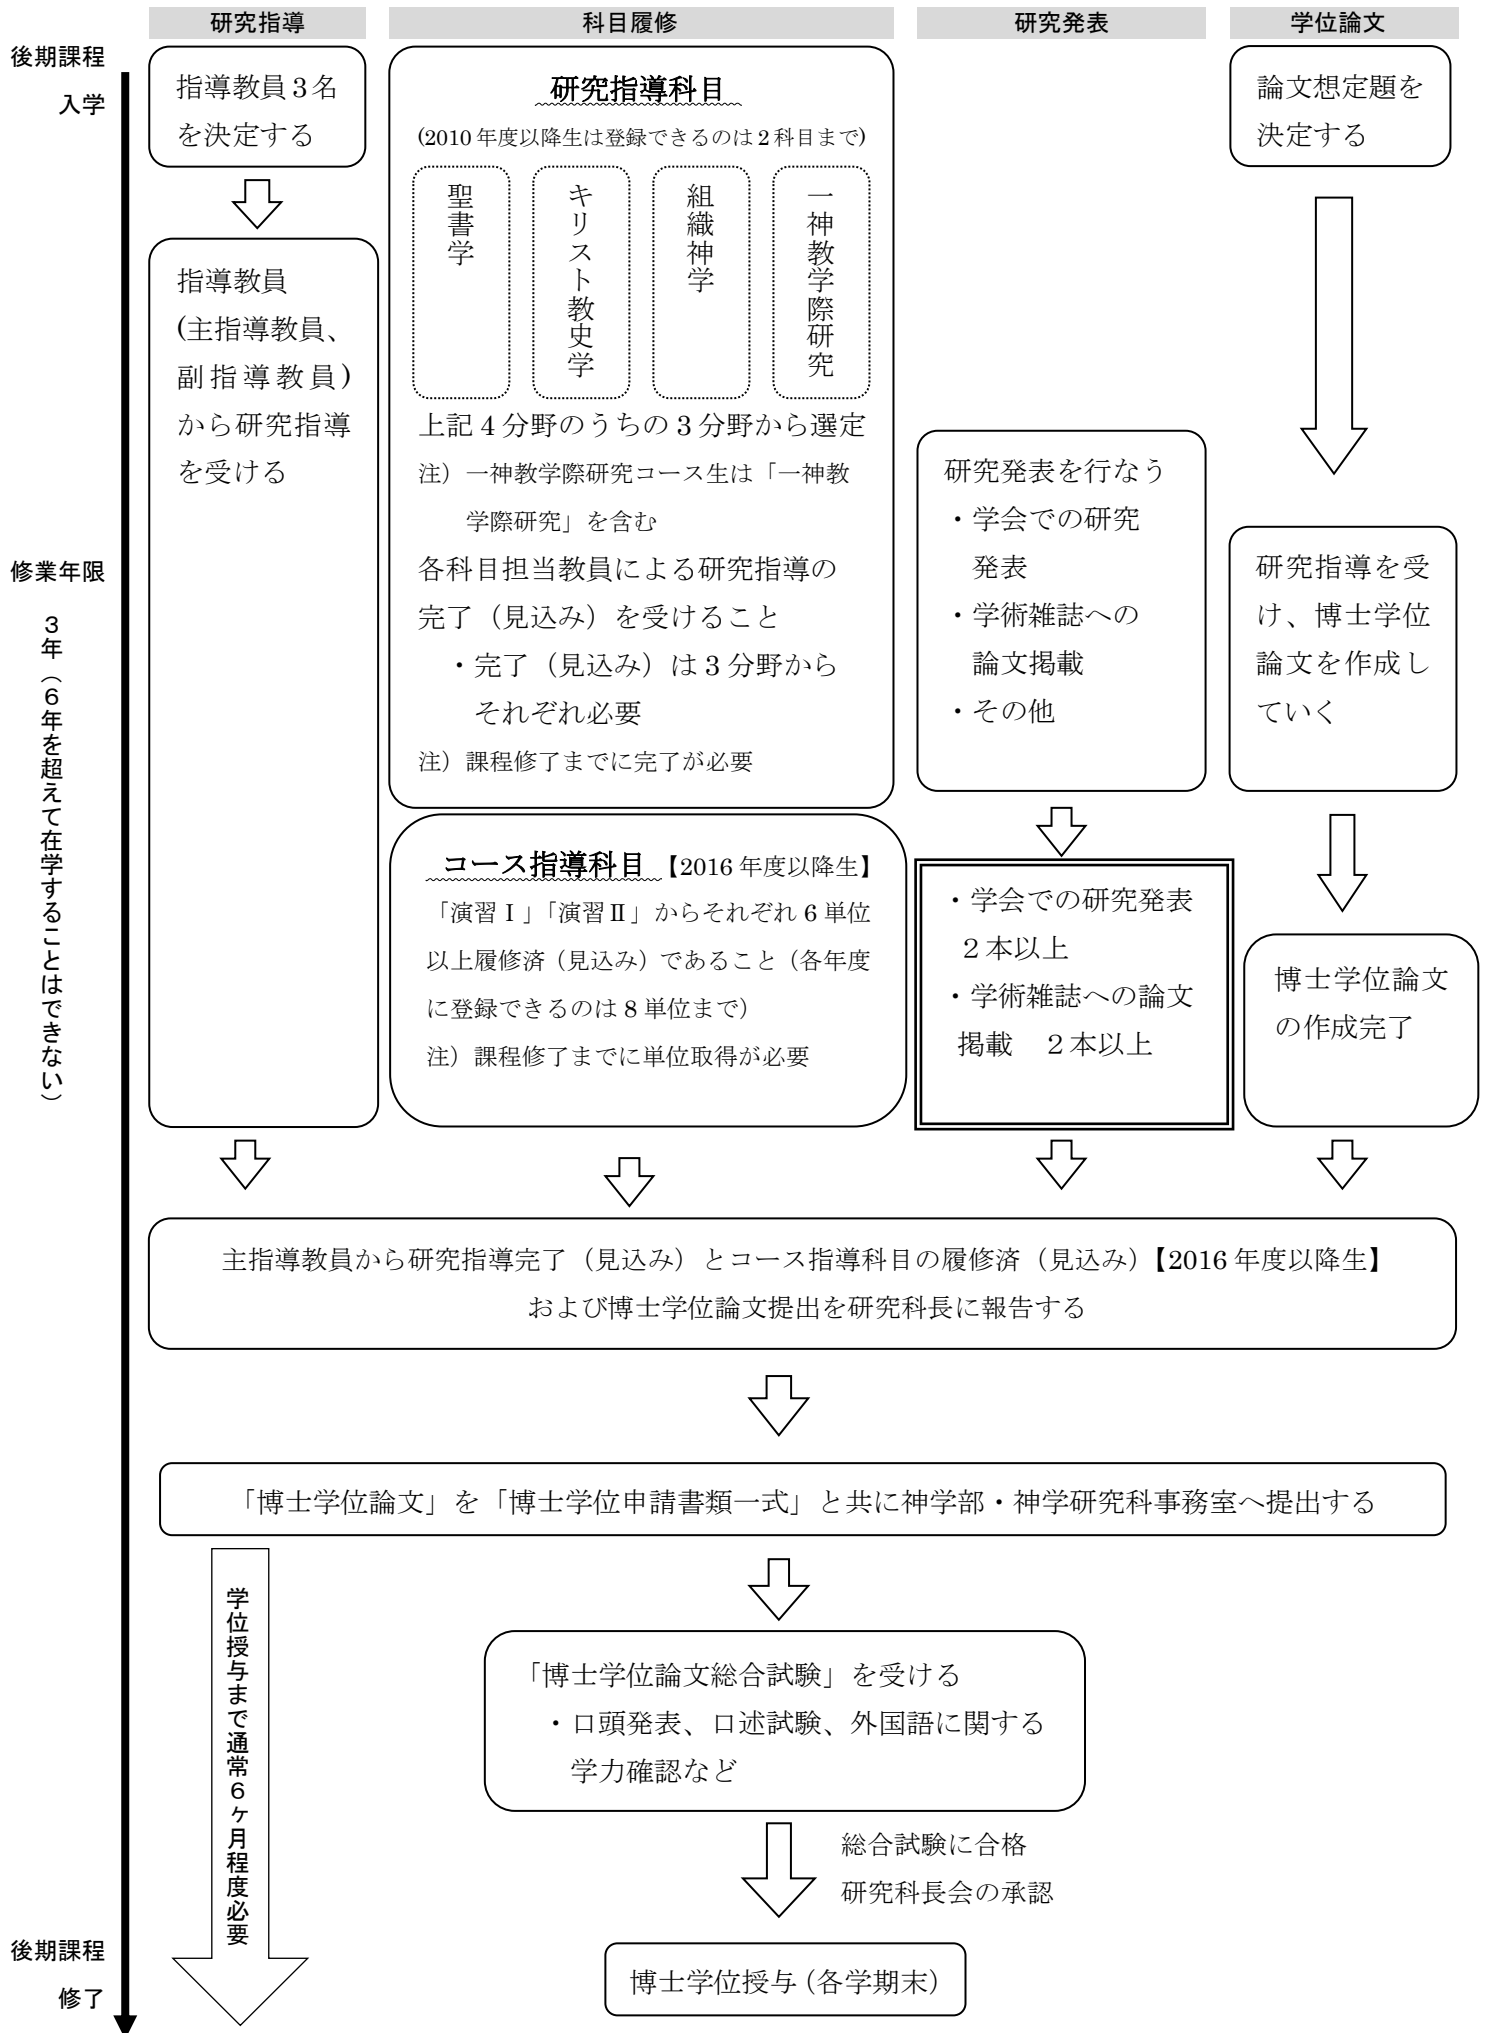 研究指導
科目履修
研究発表
学位論文
後期課程
入学
修業年限
3年（6年を超えて在学することはできない）
後期課程
修了
指導教員３名
を決定する
指導教員
(主指導教員、
副指導教員)
から研究指導
を受ける
研究指導科目
(2010 年度以降生は登録できるのは 2 科目まで)
聖書学
キリスト教史学
組織神学
一神教学際研究
上記 4 分野のうちの 3 分野から選定
注）一神教学際研究コース生は「一神教
学際研究」を含む
各科目担当教員による研究指導の
完了（見込み）を受けること
・完了（見込み）は 3 分野から
それぞれ必要
注）課程修了までに完了が必要
コース指導科目【2016 年度以降生】
「演習Ⅰ」「演習Ⅱ」からそれぞれ 6 単位
以上履修済（見込み）であること（各年度
に登録できるのは 8 単位まで）
注）課程修了までに単位取得が必要
研究発表を行なう
・学会での研究
発表
・学術雑誌への
論文掲載
・その他
・学会での研究発表
２本以上
・学術雑誌への論文
掲載　２本以上
論文想定題を
決定する
研究指導を受
け、博士学位
論文を作成し
ていく
博士学位論文
の作成完了
主指導教員から研究指導完了（見込み）とコース指導科目の履修済（見込み）【2016 年度以降生】
および博士学位論文提出を研究科長に報告する
「博士学位論文」を「博士学位申請書類一式」と共に神学部・神学研究科事務室へ提出する
学位授与まで通常6ヶ月程度必要
「博士学位論文総合試験」を受ける
・口頭発表、口述試験、外国語に関する
学力確認など
総合試験に合格
研究科長会の承認
博士学位授与（各学期末）